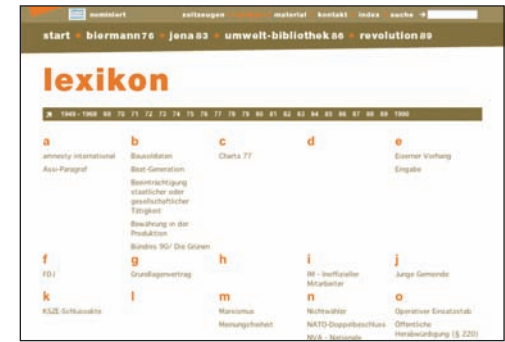 nominiert zeitzeugen material kontakt index suche
start biermann76 jena83 umwelt-bibliothek86 revolution89
lexikon
1949 - 1968 69 70 71 72 73 74 75 76 77 78 79 80 81 82 83 84 85 86 87 88 89 1990
a b c d e
amnesty international Bausoldaten Charta 77 Eiserner Vorhang
Assi-Paragraf Beat-Generation Eingabe
Beeinträchtigung
staatlicher oder
gesellschaftlicher
Tätigkeit
Bewährung in der
Produktion
Bündnis 90/ Die Grünen
f g h i j
FDJ Grundlagenvertrag IM - Inoffizieller Junge Gemeinde
Mitarbeiter
k l m n o
KSZE-Schlussakte Marxismus Nichtwähler Operativer Einsatzstab
Meinungsfreiheit NATO-Doppelbeschluss Öffentliche
NVA - Nationale Herabwürdigung (§ 220)